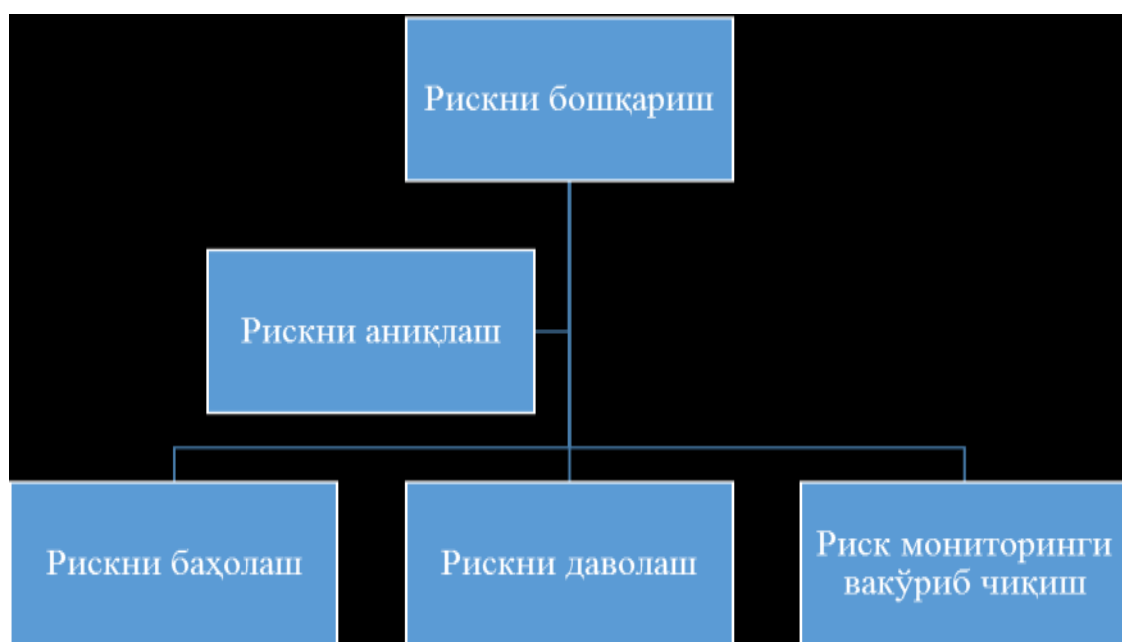 Рискни бошқариш
Рискни аниқлаш
Рискни баҳолаш
Рискни даволаш
Риск мониторинги
вакўриб чиқиш